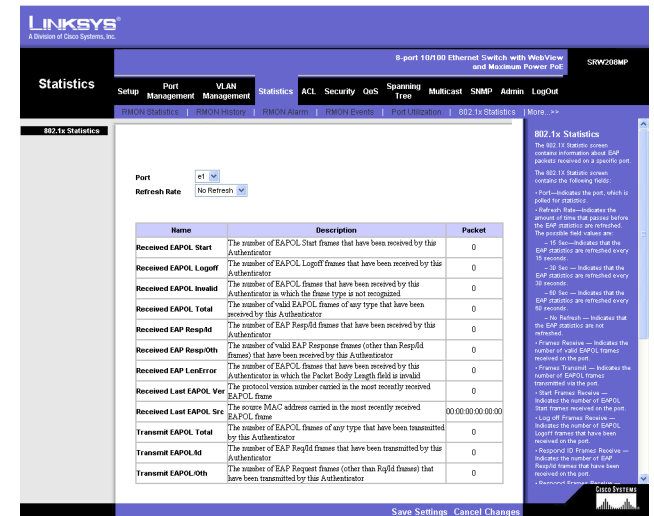 LINKSYS®
A Division of Cisco Systems, Inc.
8-port 10/100 Ethernet Switch with WebView and Maximum Power PoE
SRW208MP
Statistics
Setup Port Management VLAN Management Statistics ACL Security QoS Spanning Tree Multicast SNMP Admin LogOut
RMON Statistics | RMON History | RMON Alarm | RMON Events | Port Utilization | 802.1x Statistics | More...>>
802.1x Statistics
Port e1
Refresh Rate No Refresh
Name Description Packet
Received EAPOL Start The number of EAPOL Start frames that have been received by this Authenticator 0
Received EAPOL Logoff The number of EAPOL Logoff frames that have been received by this Authenticator 0
Received EAPOL Invalid The number of EAPOL frames that have been received by this Authenticator in which the frame type is not recognized 0
Received EAPOL Total The number of valid EAPOL frames of any type that have been received by this Authenticator 0
Received EAP Resp/Id The number of EAP Resp/Id frames that have been received by this Authenticator 0
Received EAP Resp/Oth The number of valid EAP Response frames (other than Resp/Id frames) that have been received by this Authenticator 0
Received EAP LenError The number of EAPOL frames that have been received by this Authenticator in which the Packet Body Length field is invalid 0
Received Last EAPOL Ver The protocol version number carried in the most recently received EAPOL frame 0
Received Last EAPOL Src The source MAC address carried in the most recently received EAPOL frame 00:00:00:00:00:00
Transmit EAPOL Total The number of EAPOL frames of any type that have been transmitted by this Authenticator 0
Transmit EAPOL/Id The number of EAP Req/Id frames that have been transmitted by this Authenticator 0
Transmit EAPOL/Oth The number of EAP Request frames (other than Rq/Id frames) that have been transmitted by this Authenticator 0
802.1x Statistics
The 802.1X Statistic screen
contains information about EAP
packets received on a specific port.
The 802.1X Statistic screen
contains the following fields:
• Port—Indicates the port, which is
polled for statistics.
• Refresh Rate—Indicates the
amount of time that passes before
the EAP statistics are refreshed.
The possible field values are:
– 15 Sec—Indicates that the
EAP statistics are refreshed every
15 seconds.
– 30 Sec — Indicates that the
EAP statistics are refreshed every
30 seconds.
– 60 Sec — Indicates that the
EAP statistics are refreshed every
60 seconds.
– No Refresh — Indicates that
the EAP statistics are not
refreshed.
• Frames Receive — Indicates the
number of valid EAPOL frames
received on the port.
• Frames Transmit — Indicates the
number of EAPOL frames
transmitted via the port.
• Start Frames Receive —
Indicates the number of EAPOL
Start frames received on the port.
• Log off Frames Receive —
Indicates the number of EAPOL
Logoff frames that have been
received on the port.
• Respond ID Frames Receive —
Indicates the number of EAP
Resp/Id frames that have been
received on the port.
• Respond Frames Receive —
Save Settings Cancel Changes
CISCO SYSTEMS